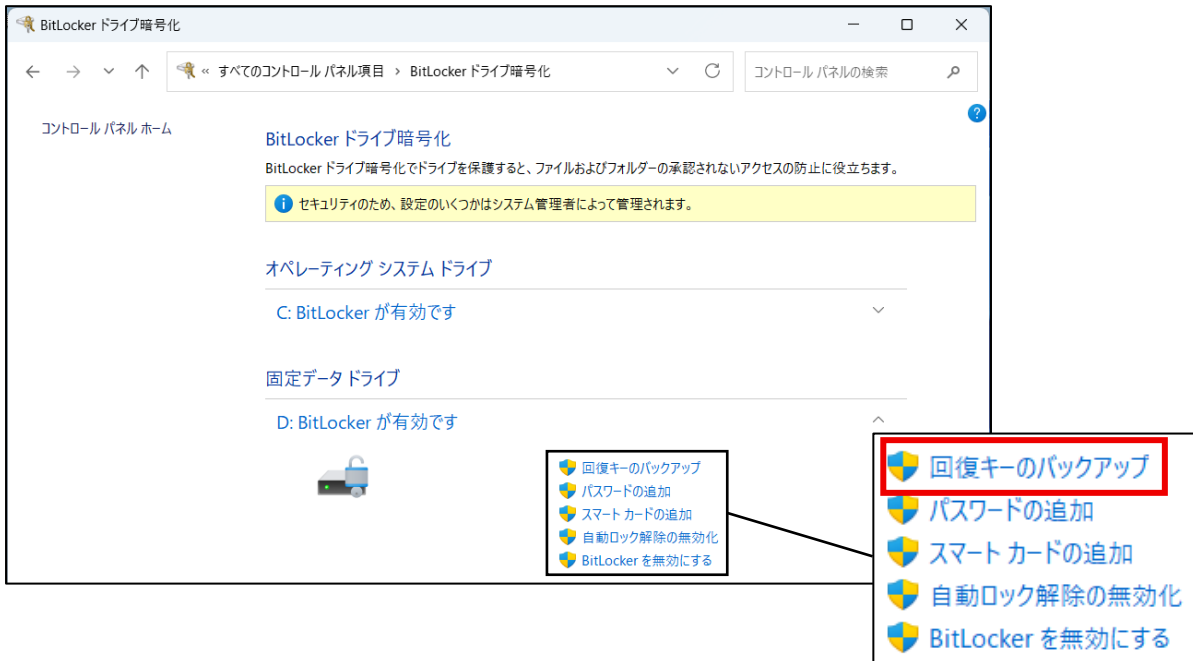 BitLocker ドライブ暗号化
« すべてのコントロール パネル項目 › BitLocker ドライブ暗号化
コントロール パネルの検索
?
コントロール パネル ホーム
BitLocker ドライブ暗号化
BitLocker ドライブ暗号化でドライブを保護すると、ファイルおよびフォルダーの承認されないアクセスの防止に役立ちます。
セキュリティのため、設定のいくつかはシステム管理者によって管理されます。
オペレーティング システム ドライブ
C: BitLocker が有効です
固定データ ドライブ
D: BitLocker が有効です
回復キーのバックアップ
パスワードの追加
スマート カードの追加
自動ロック解除の無効化
BitLocker を無効にする
回復キーのバックアップ
パスワードの追加
スマート カードの追加
自動ロック解除の無効化
BitLocker を無効にする